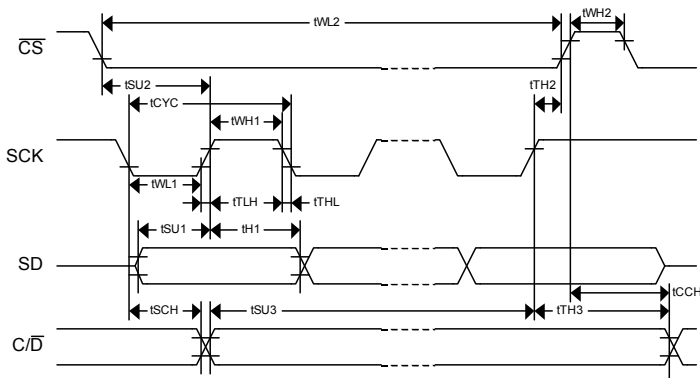 tWL2
tWH2
CS
tSU2
tTH2
tCYC
tWH1
SCK
tWL1
tTLH
tTHL
tSU1
tH1
SD
tCCH
tSCH
tSU3
tTH3
C/D